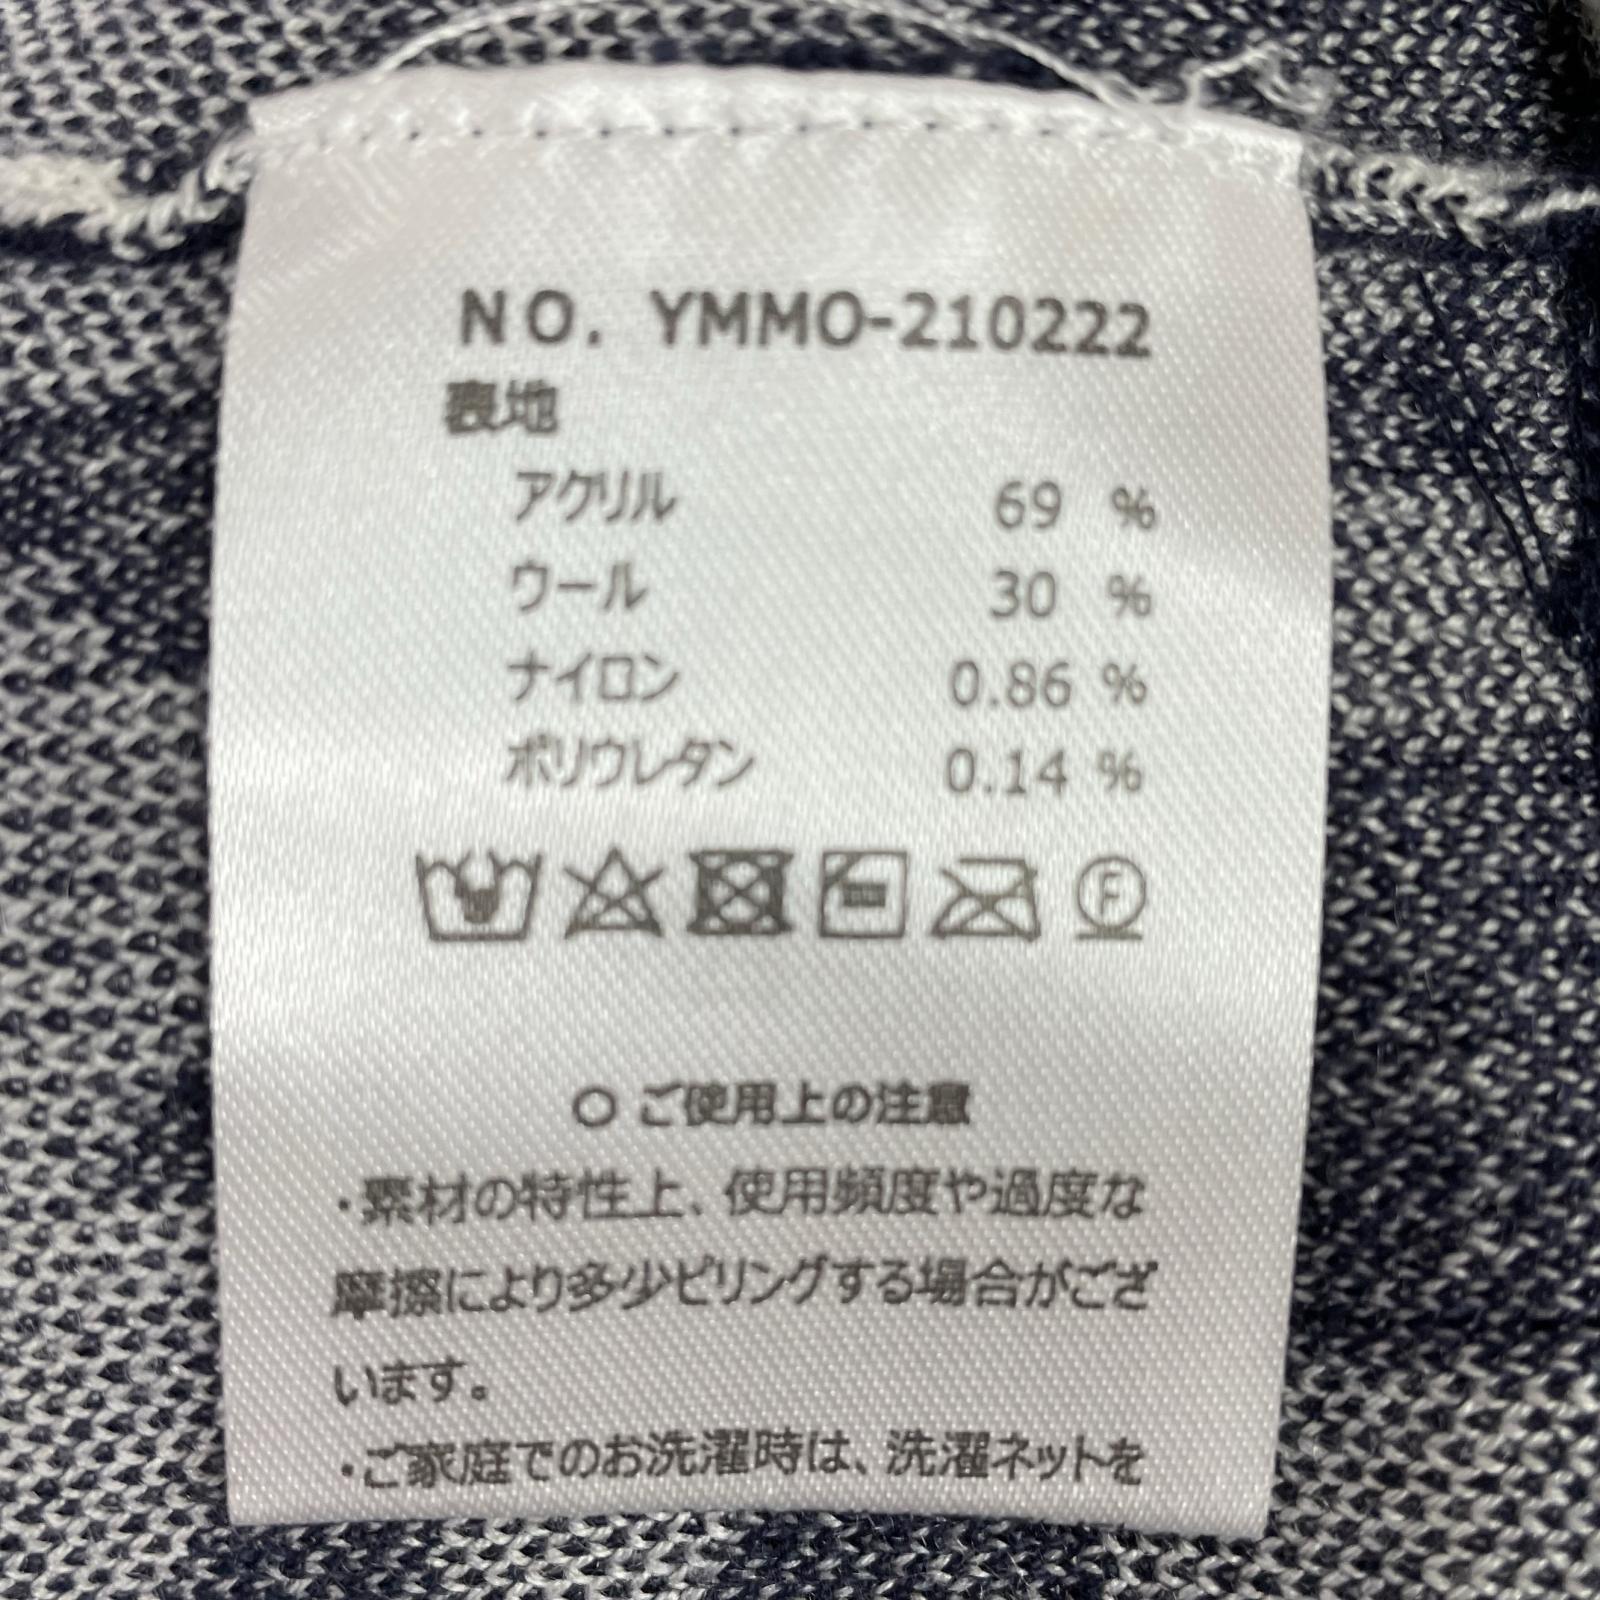 NO. YMMO-210222
表地
アクリル 69 %
ウール 30 %
ナイロン 0.86 %
ポリウレタン 0.14 %
F
○ ご使用上の注意
・素材の特性上、使用頻度や過度な
摩擦により多少ピリングする場合がござ
います。
・ご家庭でのお洗濯時は、洗濯ネットを